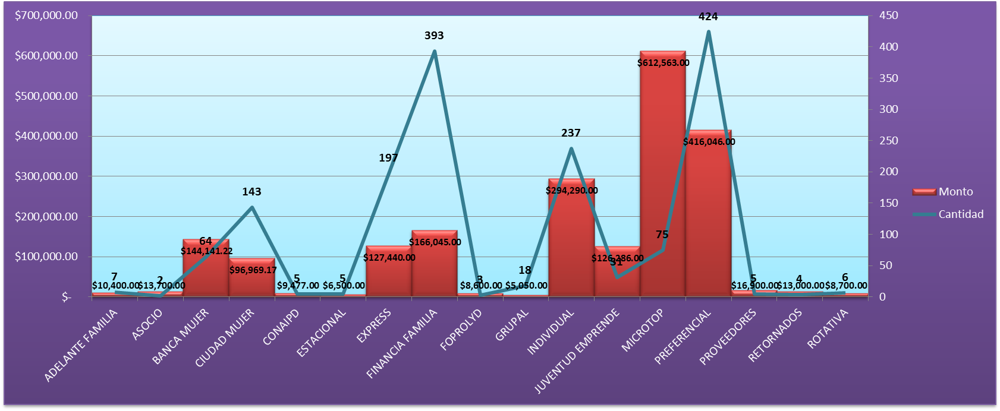 $700,000.00
$600,000.00
$500,000.00
$400,000.00
$300,000.00
$200,000.00
$100,000.00
$-
450
400
350
300
250
200
150
100
50
0
7
2
64
143
5
5
197
393
3
18
237
31
75
424
5
4
6
$10,400.00
$13,700.00
$144,141.22
$96,969.17
$9,477.00
$6,500.00
$127,440.00
$166,045.00
$8,600.00
$5,050.00
$294,290.00
$126,286.00
$612,563.00
$416,046.00
$16,900.00
$13,000.00
$8,700.00
ADELANTE FAMILIA
ASOCIO
BANCA MUJER
CIUDAD MUJER
CONAIPD
ESTACIONAL
EXPRESS
FINANCIA FAMILIA
FOPROLYD
GRUPAL
INDIVIDUAL
JUVENTUD EMPRENDE
MICROTOP
PREFERENCIAL
PROVEEDORES
RETORNADOS
ROTATIVA
Monto
Cantidad